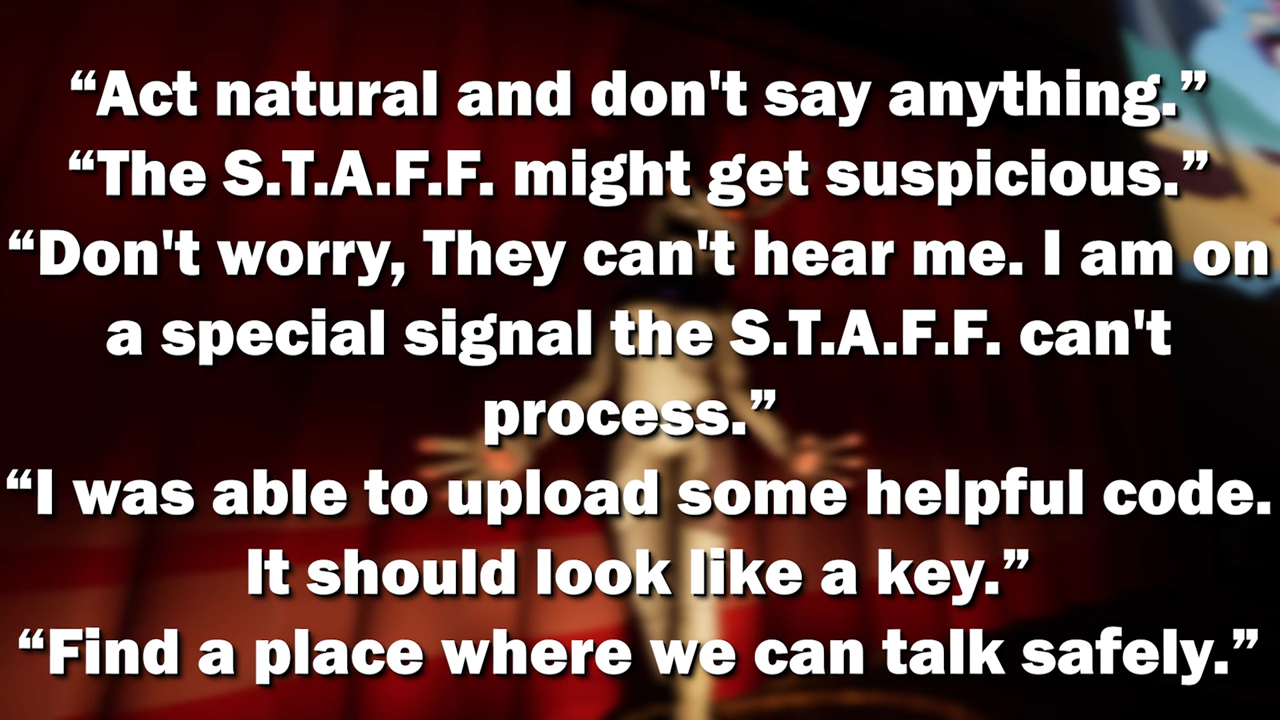 “Act natural and don't say anything.”
“The S.T.A.F.F. might get suspicious.”
“Don't worry, They can't hear me. I am on
a special signal the S.T.A.F.F. can't
process.”
“I was able to upload some helpful code.
It should look like a key.”
“Find a place where we can talk safely.”